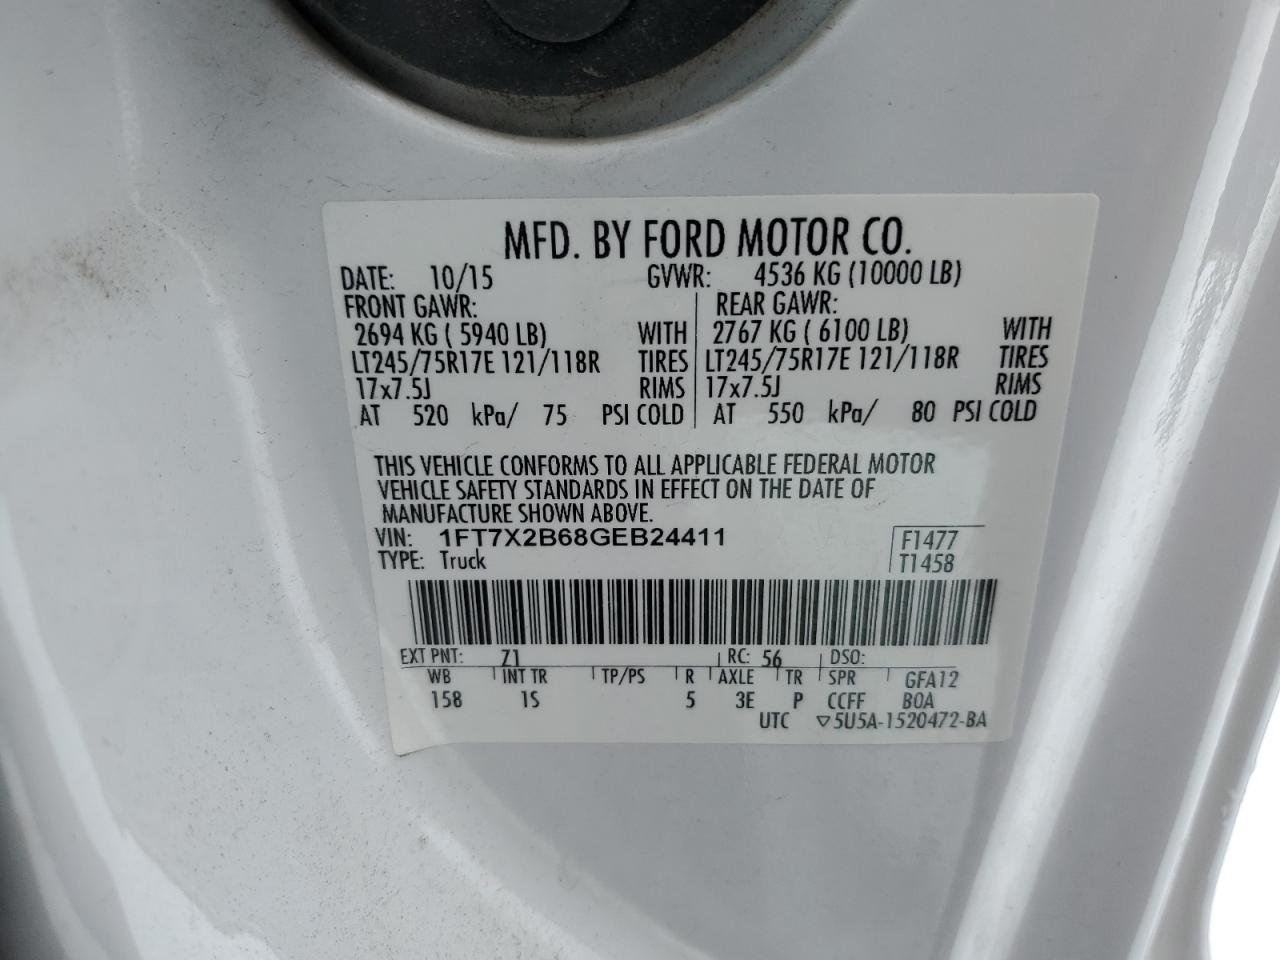 MFD. BY FORD MOTOR CO.
DATE: 10/15 GVWR: 4536 KG (10000 LB)
FRONT GAWR: REAR GAWR:
2694 KG ( 5940 LB) WITH 2767 KG ( 6100 LB) WITH
LT245/75R17E 121/118R TIRES LT245/75R17E 121/118R TIRES
17x7.5J RIMS 17x7.5J RIMS
AT 520 kPa/ 75 PSI COLD AT 550 kPa/ 80 PSI COLD
THIS VEHICLE CONFORMS TO ALL APPLICABLE FEDERAL MOTOR
VEHICLE SAFETY STANDARDS IN EFFECT ON THE DATE OF
MANUFACTURE SHOWN ABOVE.
VIN: 1FT7X2B68GEB24411 F1477
TYPE: Truck T1458
EXT PNT: Z1 RC: 56 DSO:
WB INT TR TP/PS R AXLE TR SPR GFA12
158 1S 5 3E P CCFF B0A
UTC ▽5U5A-1520472-BA